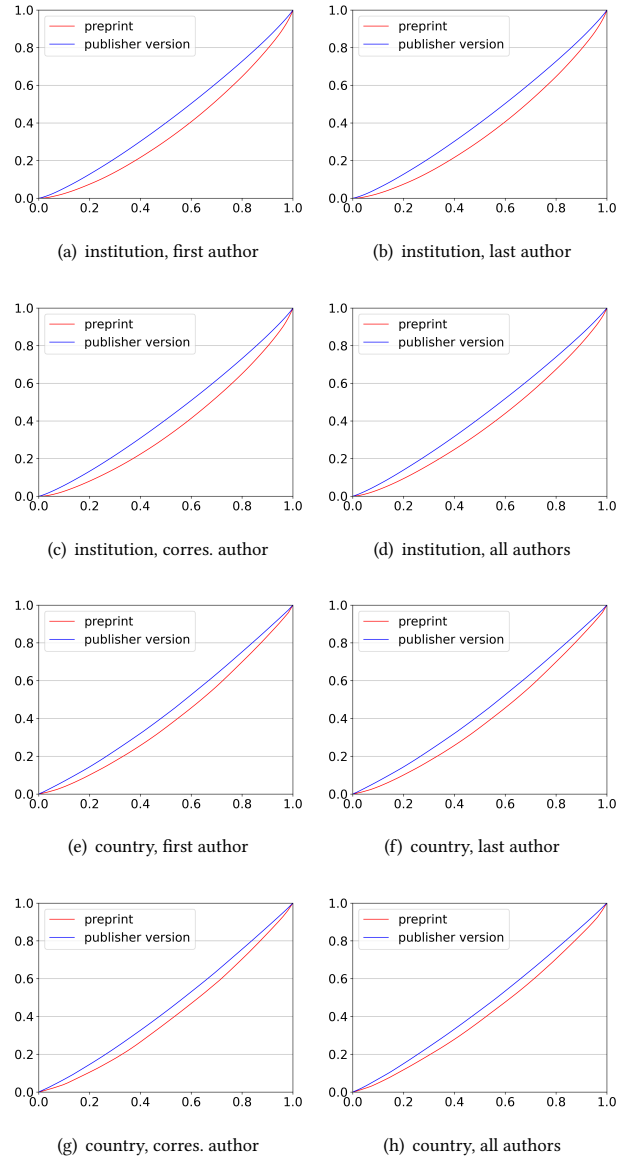 1.0 1.0
preprint preprint
publisher version publisher version
0.8 0.8
0.6 0.6
0.4 0.4
0.2 0.2
0.0 0.0
0.0 0.2 0.4 0.6 0.8 1.0 0.0 0.2 0.4 0.6 0.8 1.0
(a) institution, first author (b) institution, last author
1.0 1.0
preprint preprint
publisher version publisher version
0.8 0.8
0.6 0.6
0.4 0.4
0.2 0.2
0.0 0.0
0.0 0.2 0.4 0.6 0.8 1.0 0.0 0.2 0.4 0.6 0.8 1.0
(c) institution, corres. author (d) institution, all authors
1.0 1.0
preprint preprint
publisher version publisher version
0.8 0.8
0.6 0.6
0.4 0.4
0.2 0.2
0.0 0.0
0.0 0.2 0.4 0.6 0.8 1.0 0.0 0.2 0.4 0.6 0.8 1.0
(e) country, first author (f) country, last author
1.0 1.0
preprint preprint
publisher version publisher version
0.8 0.8
0.6 0.6
0.4 0.4
0.2 0.2
0.0 0.0
0.0 0.2 0.4 0.6 0.8 1.0 0.0 0.2 0.4 0.6 0.8 1.0
(g) country, corres. author (h) country, all authors